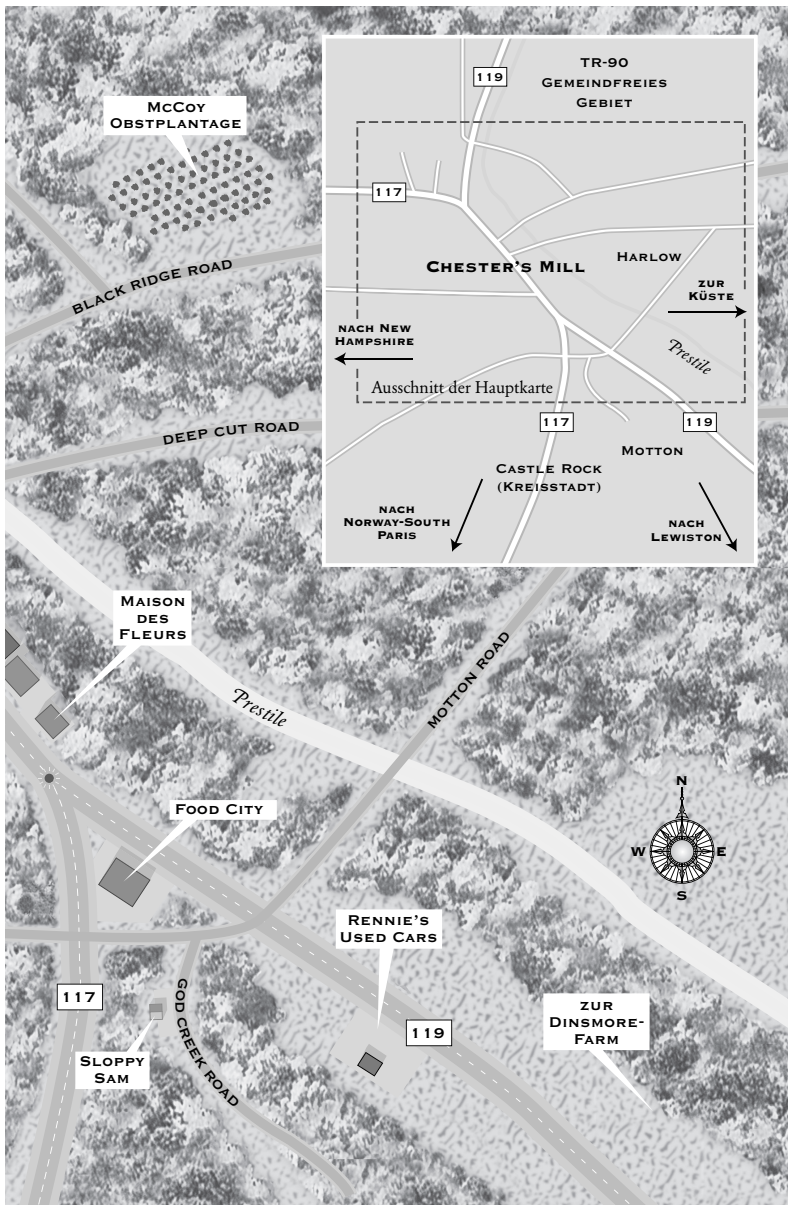 McCoy
Obstplantage
Black Ridge Road
Deep Cut Road
119
TR-90
Gemeindfreies
Gebiet
117
Chester's Mill
Harlow
zur
Küste
nach New
Hampshire
Prestile
Ausschnitt der Hauptkarte
117
119
Motton
Castle Rock
(Kreisstadt)
nach
Norway-South
Paris
nach
Lewiston
Maison
des
Fleurs
Prestile
Motton Road
Food City
N
W E
S
Rennie's
Used Cars
117
God Creek Road
119
zur
Dinsmore-
Farm
Sloppy
Sam